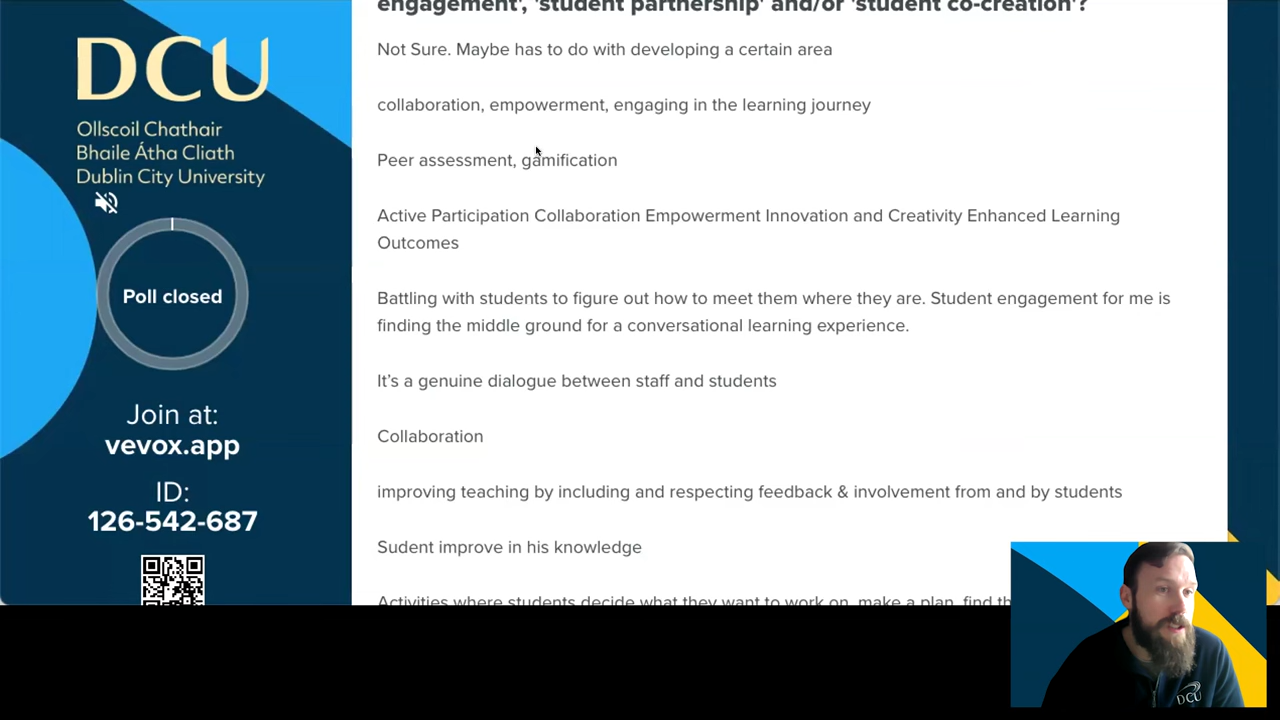 DCU
Ollscoil Chathair
Bhaile Átha Cliath
Dublin City University
Poll closed
Join at:
vevox.app
ID:
126-542-687
engagement', 'student partnership' and/or 'student co-creation'?
Not Sure. Maybe has to do with developing a certain area
collaboration, empowerment, engaging in the learning journey
Peer assessment, gamification
Active Participation Collaboration Empowerment Innovation and Creativity Enhanced Learning
Outcomes
Battling with students to figure out how to meet them where they are. Student engagement for me is
finding the middle ground for a conversational learning experience.
It's a genuine dialogue between staff and students
Collaboration
improving teaching by including and respecting feedback & involvement from and by students
Sudent improve in his knowledge
Activities where students decide what they want to work on, make a plan, find
DCU